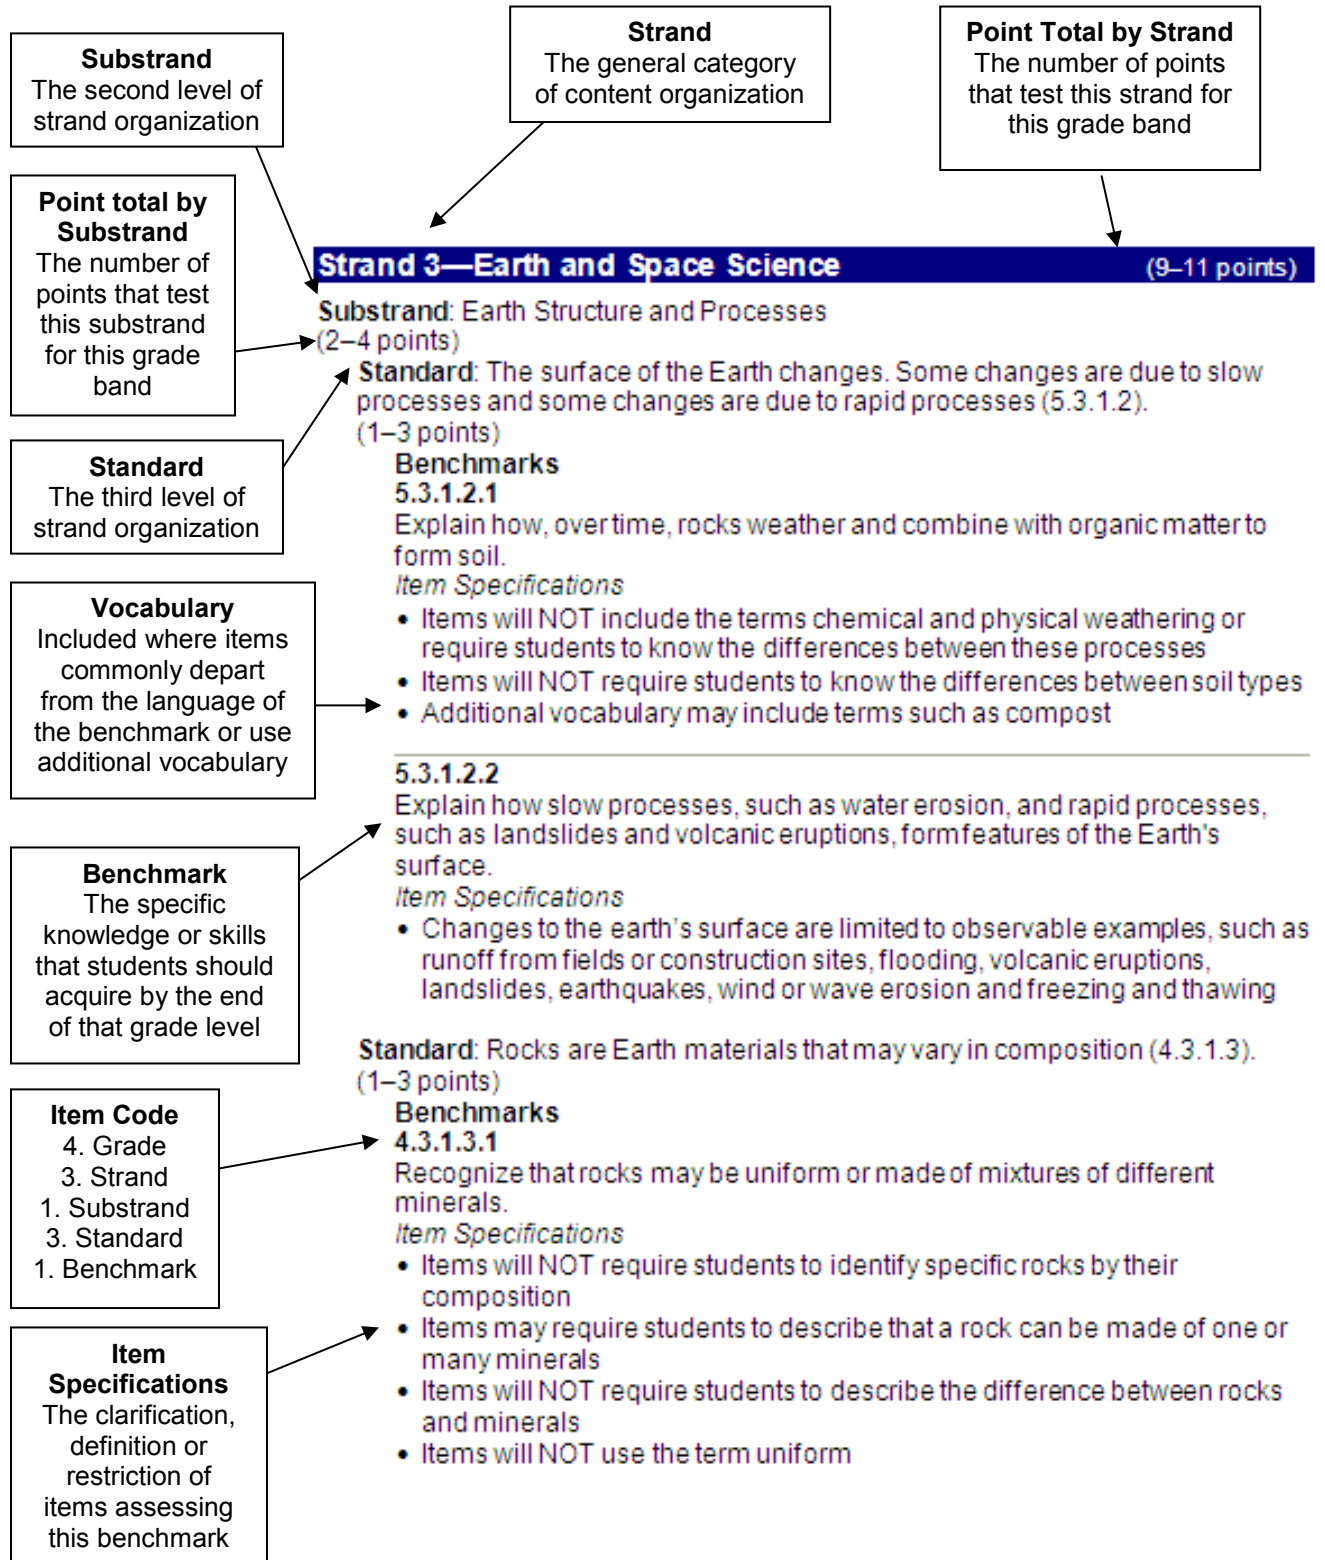 Substrand
The second level of
strand organization
Strand
The general category
of content organization
Point Total by Strand
The number of points
that test this strand for
this grade band
Point total by
Substrand
The number of
points that test
this substrand
for this grade
band
Standard
The third level of
strand organization
Vocabulary
Included where items
commonly depart
from the language of
the benchmark or use
additional vocabulary
Benchmark
The specific
knowledge or skills
that students should
acquire by the end
of that grade level
Item Code
4. Grade
3. Strand
1. Substrand
3. Standard
1. Benchmark
Item
Specifications
The clarification,
definition or
restriction of
items assessing
this benchmark
Strand 3—Earth and Space Science (9–11 points)
Substrand: Earth Structure and Processes
(2–4 points)
Standard: The surface of the Earth changes. Some changes are due to slow
processes and some changes are due to rapid processes (5.3.1.2).
(1–3 points)
Benchmarks
5.3.1.2.1
Explain how, over time, rocks weather and combine with organic matter to
form soil.
Item Specifications
• Items will NOT include the terms chemical and physical weathering or
require students to know the differences between these processes
• Items will NOT require students to know the differences between soil types
• Additional vocabulary may include terms such as compost
5.3.1.2.2
Explain how slow processes, such as water erosion, and rapid processes,
such as landslides and volcanic eruptions, form features of the Earth's
surface.
Item Specifications
• Changes to the earth's surface are limited to observable examples, such as
runoff from fields or construction sites, flooding, volcanic eruptions,
landslides, earthquakes, wind or wave erosion and freezing and thawing
Standard: Rocks are Earth materials that may vary in composition (4.3.1.3).
(1–3 points)
Benchmarks
4.3.1.3.1
Recognize that rocks may be uniform or made of mixtures of different
minerals.
Item Specifications
• Items will NOT require students to identify specific rocks by their
composition
• Items may require students to describe that a rock can be made of one or
many minerals
• Items will NOT require students to describe the difference between rocks
and minerals
• Items will NOT use the term uniform